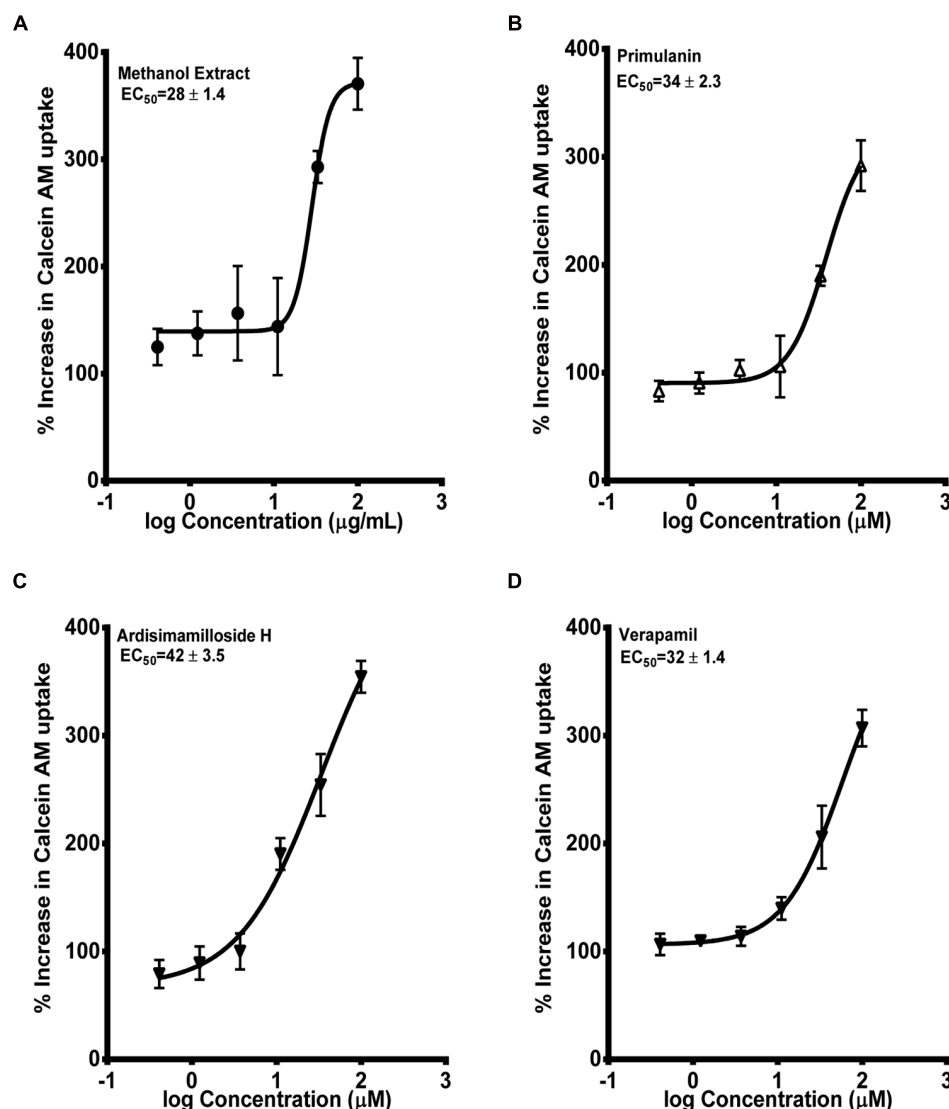 A
Methanol Extract
EC50=28 ± 1.4
% Increase in Calcein AM uptake
400
300
200
100
0
-1 0 1 2 3
log Concentration (μg/mL)
B
Primulanin
EC50=34 ± 2.3
% Increase in Calcein AM uptake
400
300
200
100
0
-1 0 1 2 3
log Concentration (μM)
C
Ardisimamilloside H
EC50=42 ± 3.5
% Increase in Calcein AM uptake
400
300
200
100
0
-1 0 1 2 3
log Concentration (μM)
D
Verapamil
EC50=32 ± 1.4
% Increase in Calcein AM uptake
400
300
200
100
0
-1 0 1 2 3
log Concentration (μM)